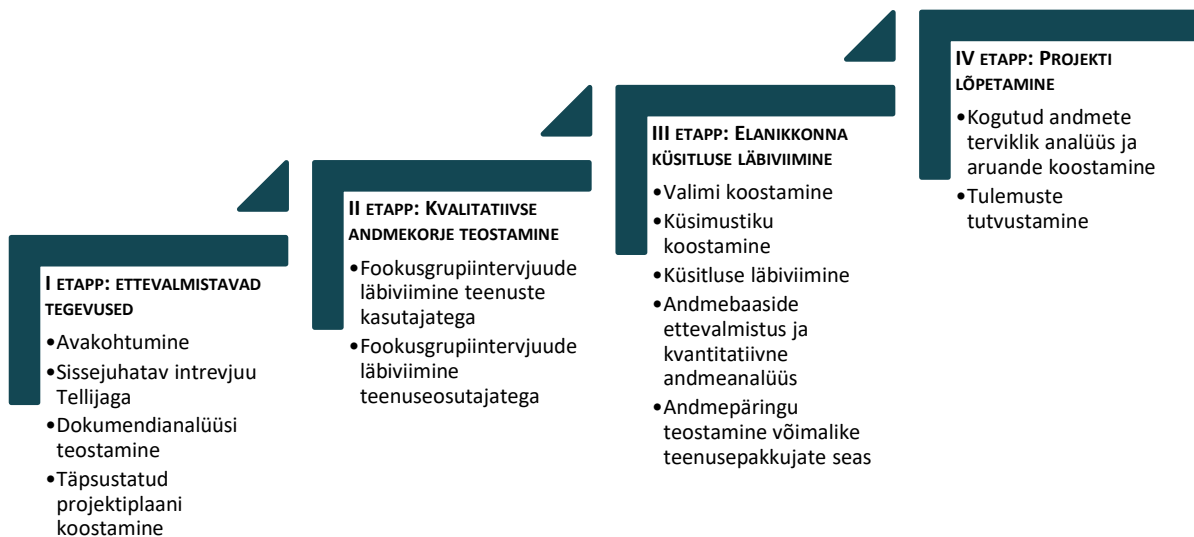 I ETAPP: ETTEVALMISTAVAD
TEGEVUSED
•Avakohtumine
•Sissejuhatav intrevjuu
Tellijaga
•Dokumendianalüüsi
teostamine
•Täpsustatud
projektiplaani
koostamine
II ETAPP: KVALITATIIVSE
ANDMEKORJE TEOSTAMINE
•Fookusgrupiintervjuude
läbiviimine teenuste
kasutajatega
•Fookusgrupiintervjuude
läbiviimine
teenuseosutajatega
III ETAPP: ELANIKKONNA
KÜSITLUSE LÄBIVIIMINE
•Valimi koostamine
•Küsimustiku
koostamine
•Küsitluse läbiviimine
•Andmebaaside
ettevalmistus ja
kvantitatiivne
andmeanalüüs
•Andmepäringu
teostamine võimalike
teenusepakkujate seas
IV ETAPP: PROJEKTI
LÕPETAMINE
•Kogutud andmete
terviklik analüüs ja
aruande koostamine
•Tulemuste
tutvustamine